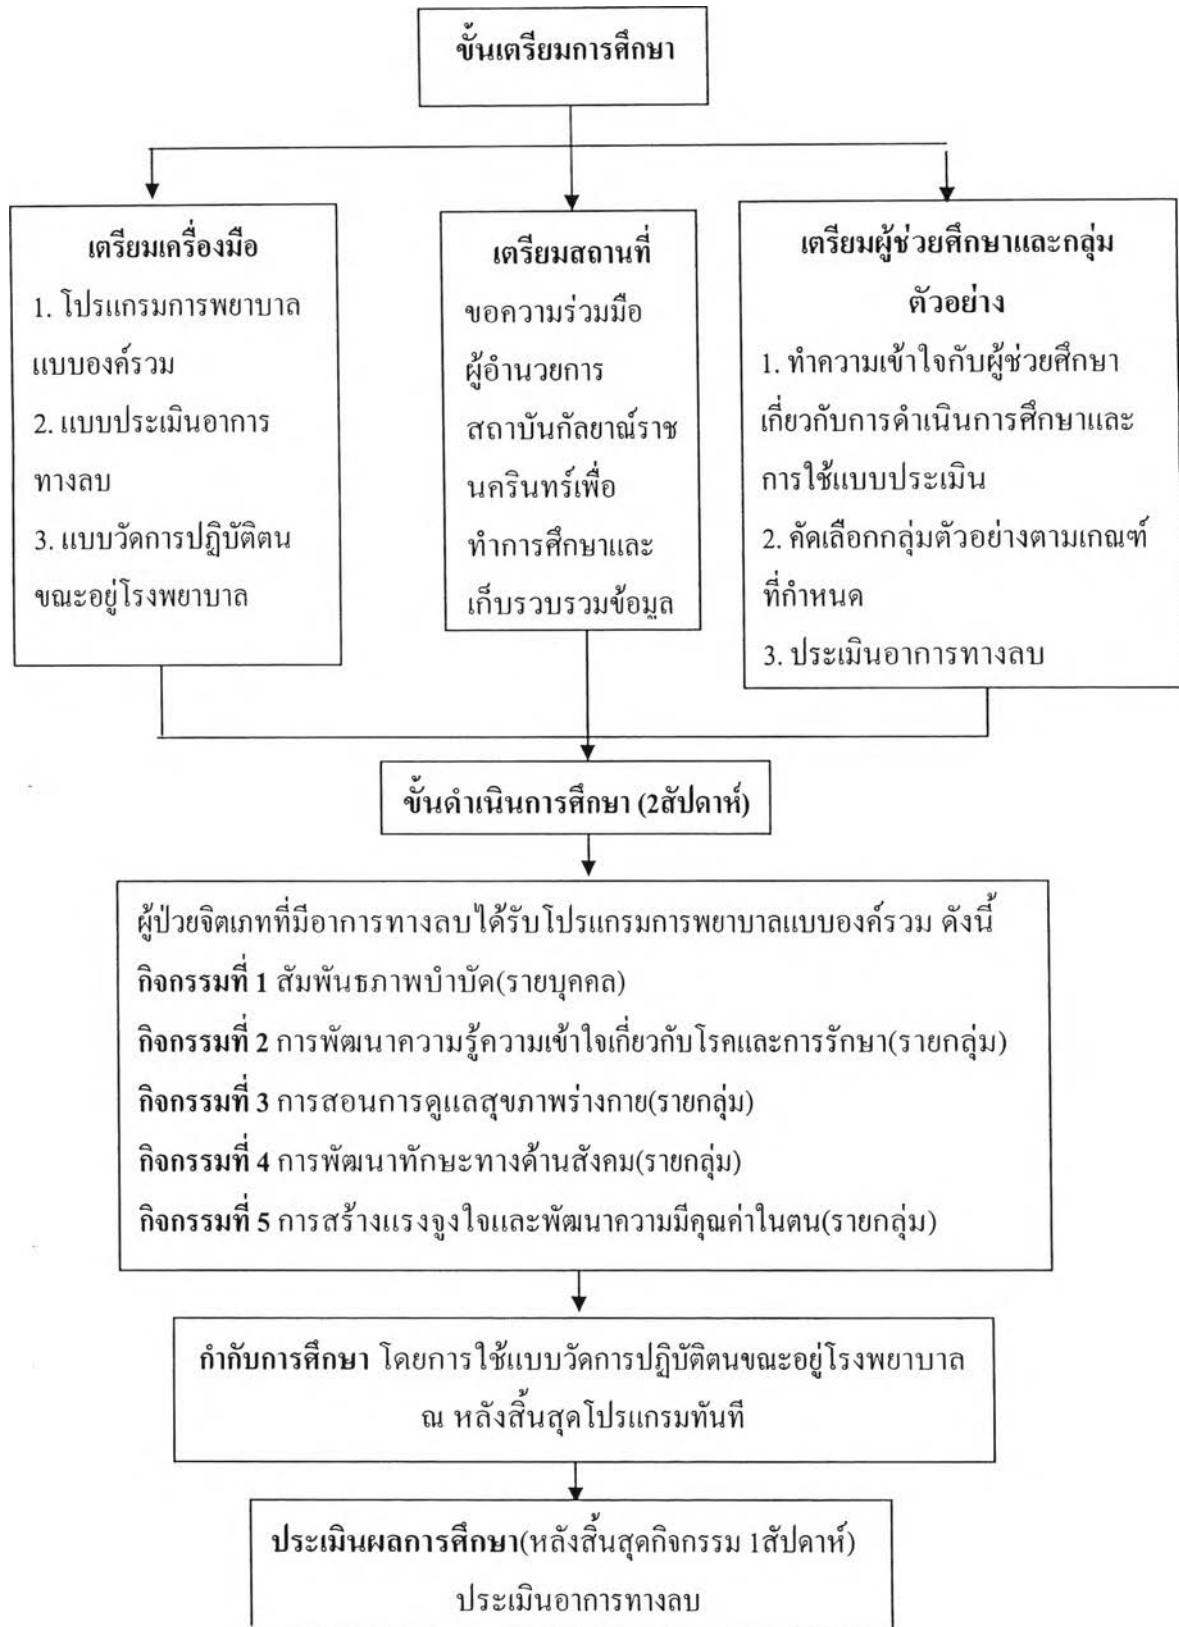 ขั้นเตรียมการศึกษา
เตรียมเครื่องมือ
1. โปรแกรมการพยาบาล
แบบองค์รวม
2. แบบประเมินอาการ
ทางลบ
3. แบบวัดการปฏิบัติตน
ขณะอยู่โรงพยาบาล
เตรียมสถานที่
ขอความร่วมมือ
ผู้อำนวยการ
สถาบันกัลยาณ์ราช
นครินทร์เพื่อ
ทำการศึกษาและ
เก็บรวบรวมข้อมูล
เตรียมผู้ช่วยศึกษาและกลุ่ม
ตัวอย่าง
1. ทำความเข้าใจกับผู้ช่วยศึกษา
เกี่ยวกับการดำเนินการศึกษาและ
การใช้แบบประเมิน
2. คัดเลือกกลุ่มตัวอย่างตามเกณฑ์
ที่กำหนด
3. ประเมินอาการทางลบ
ขั้นดำเนินการศึกษา (2สัปดาห์)
ผู้ป่วยจิตเภทที่มีอาการทางลบได้รับโปรแกรมการพยาบาลแบบองค์รวม ดังนี้
กิจกรรมที่ 1 สัมพันธภาพบำบัด(รายบุคคล)
กิจกรรมที่ 2 การพัฒนาความรู้ความเข้าใจเกี่ยวกับโรคและการรักษา(รายกลุ่ม)
กิจกรรมที่ 3 การสอนการดูแลสุขภาพร่างกาย(รายกลุ่ม)
กิจกรรมที่ 4 การพัฒนาทักษะทางด้านสังคม(รายกลุ่ม)
กิจกรรมที่ 5 การสร้างแรงจูงใจและพัฒนาความมีคุณค่าในตน(รายกลุ่ม)
กำกับการศึกษา โดยการใช้แบบวัดการปฏิบัติตนขณะอยู่โรงพยาบาล
ณ หลังสิ้นสุดโปรแกรมทันที
ประเมินผลการศึกษา(หลังสิ้นสุดกิจกรรม 1สัปดาห์)
ประเมินอาการทางลบ